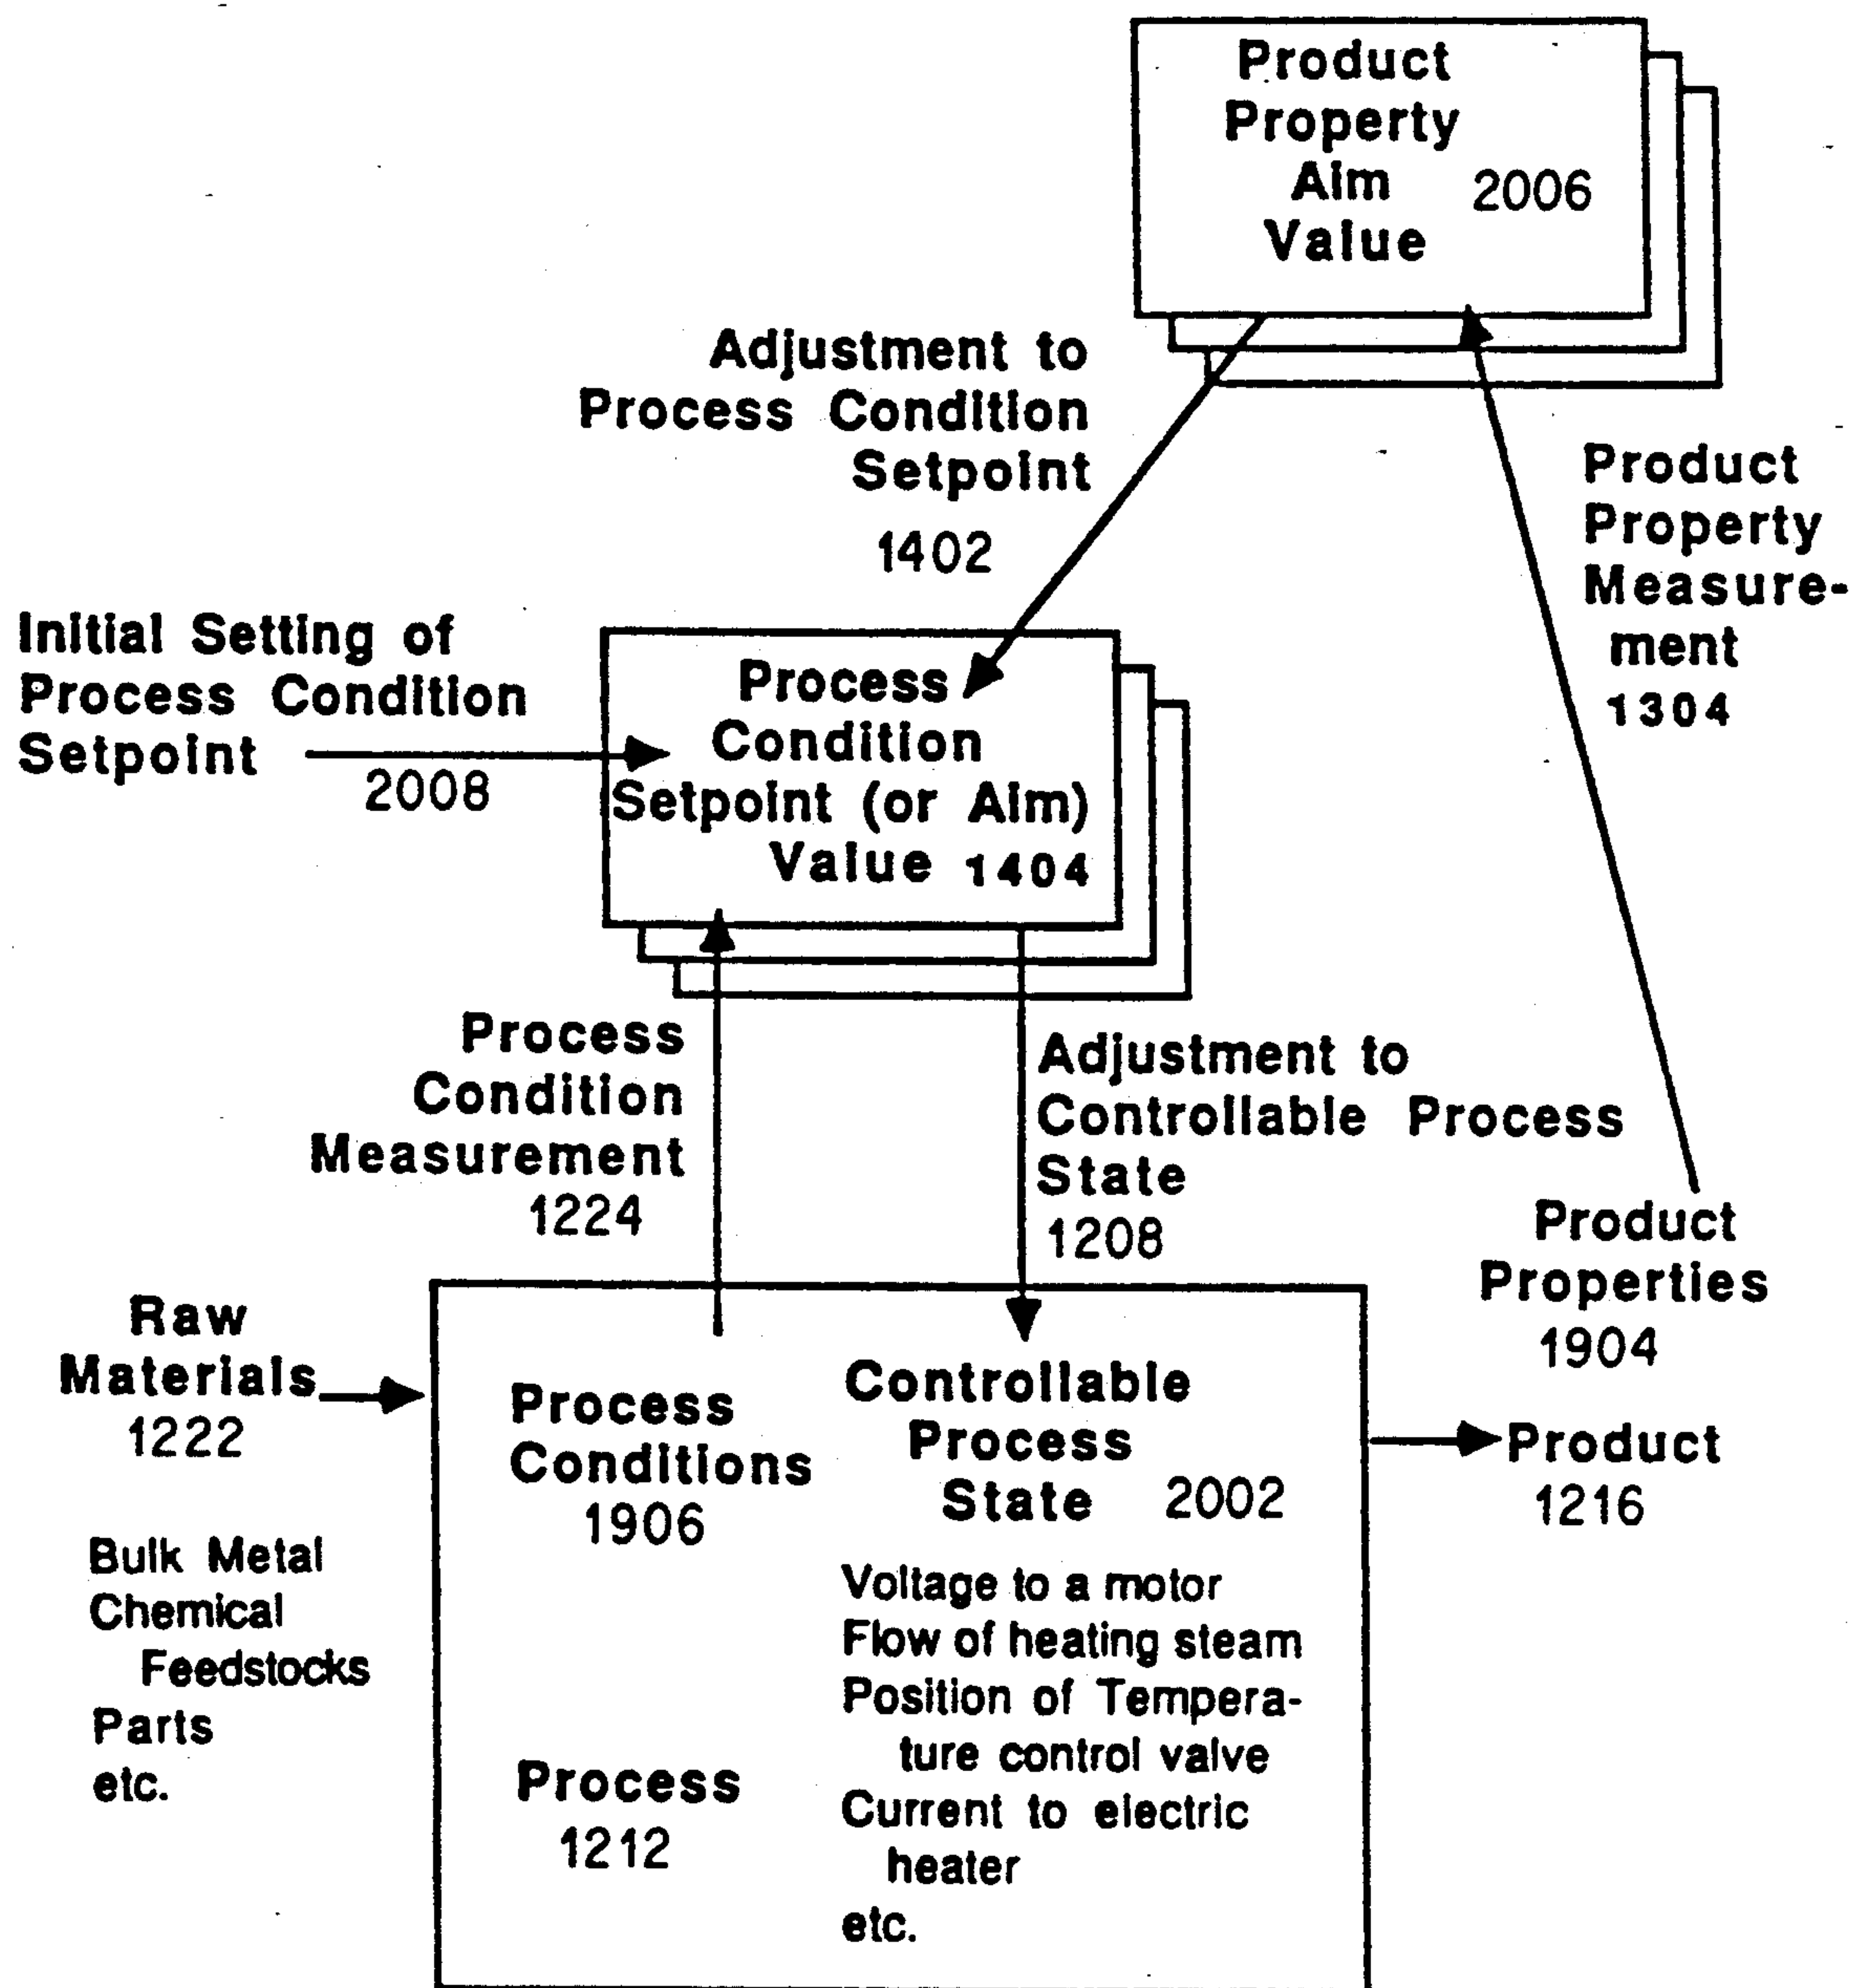 Product
Property
Aim 2006
Value
Adjustment to
Process Condition
Setpoint
1402
Product
Property
Measure-
ment
1304
Initial Setting of
Process Condition
Setpoint
2008
Process
Condition
Setpoint (or Aim)
Value 1404
Process
Condition
Measurement
1224
Adjustment to
Controllable Process
State
1208
Product
Properties
1904
Raw
Materials
1222
Bulk Metal
Chemical
Feedstocks
Parts
etc.
Process
Conditions
1906
Process
1212
Controllable
Process
State 2002
Voltage to a motor
Flow of heating steam
Position of Tempera-
ture control valve
Current to electric
heater
etc.
Product
1216